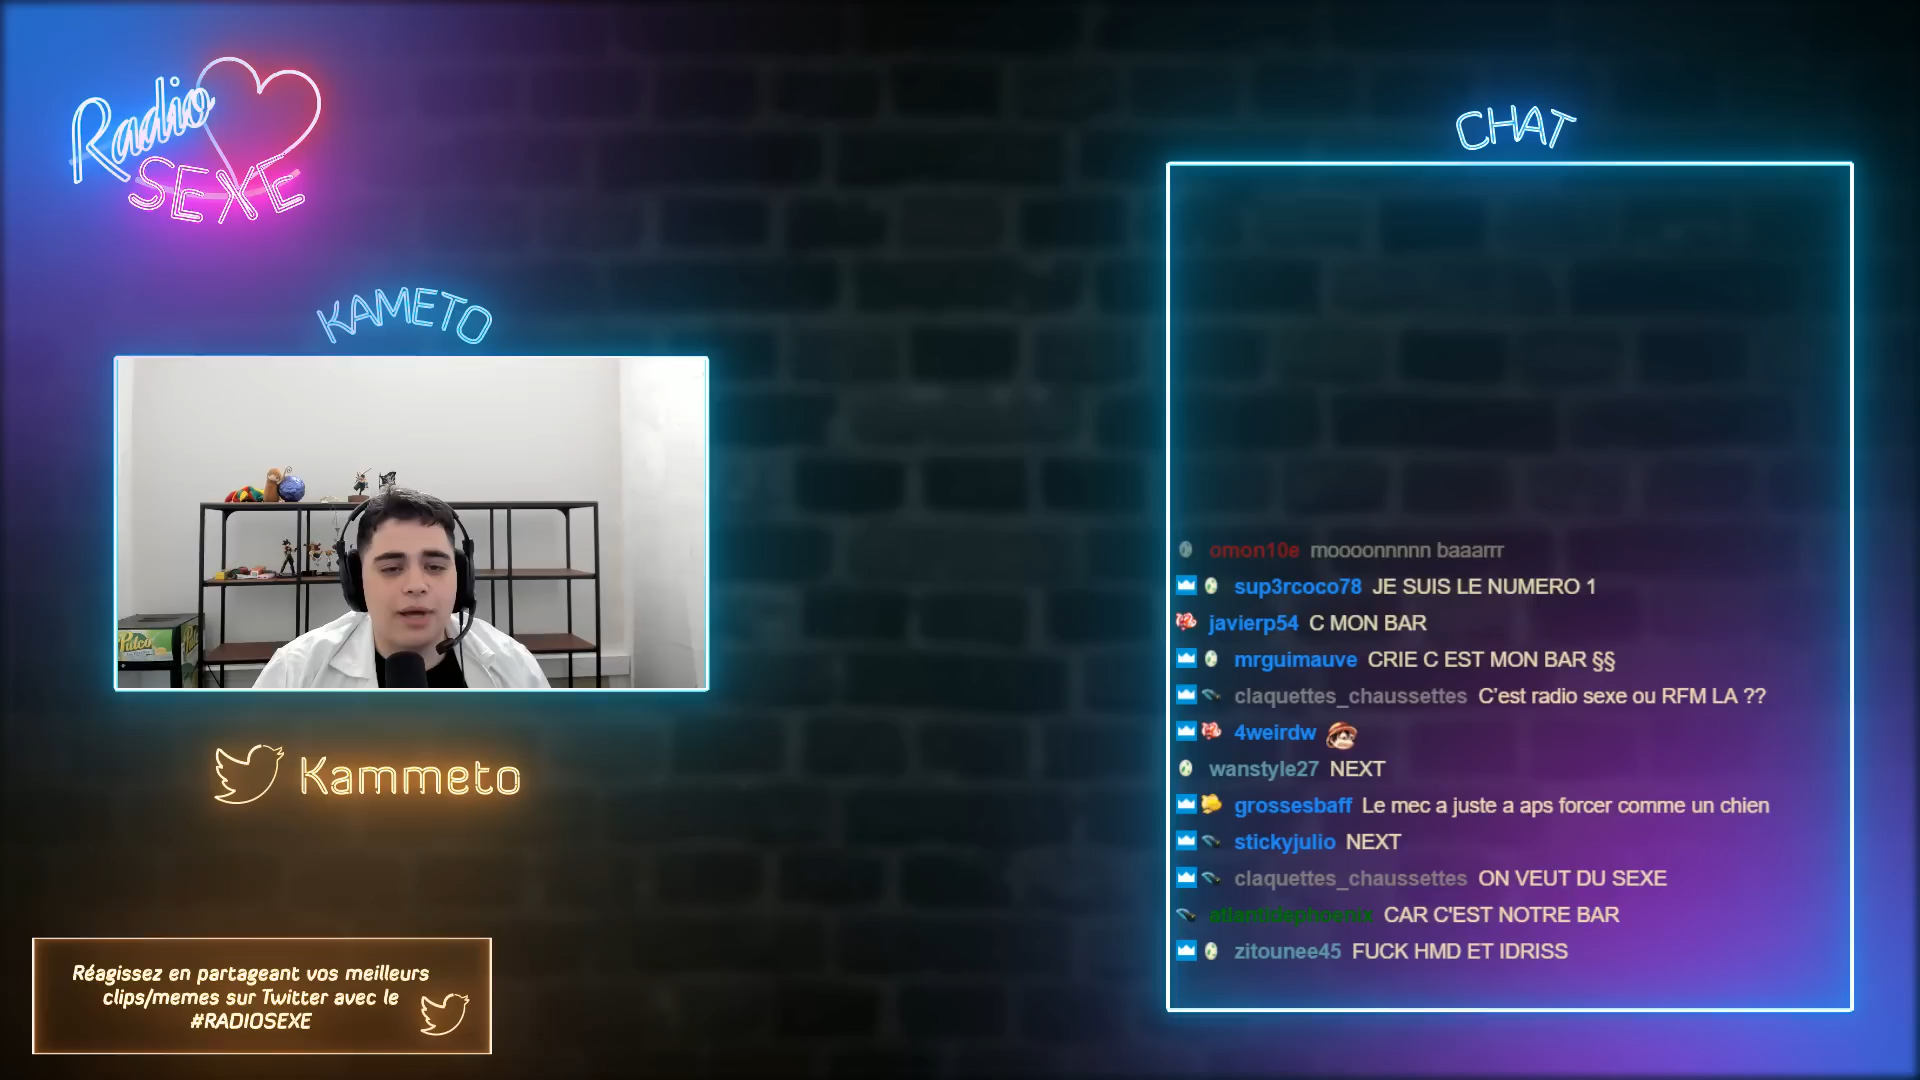 Radio
SEXE
KAMETO
Pulco
Kammeto
Réagissez en partageant vos meilleurs
clips/memes sur Twitter avec le
#RADIOSEXE
CHAT
omon10e moooonnnnn baaarrr
sup3rcoco78 JE SUIS LE NUMERO 1
javierp54 C MON BAR
mrguimauve CRIE C EST MON BAR §§
claquettes_chaussettes C'est radio sexe ou RFM LA ??
4weirdw
wanstyle27 NEXT
grossesbaff Le mec a juste a aps forcer comme un chien
stickyjulio NEXT
claquettes_chaussettes ON VEUT DU SEXE
atlantidephoenix CAR C'EST NOTRE BAR
zitounee45 FUCK HMD ET IDRISS